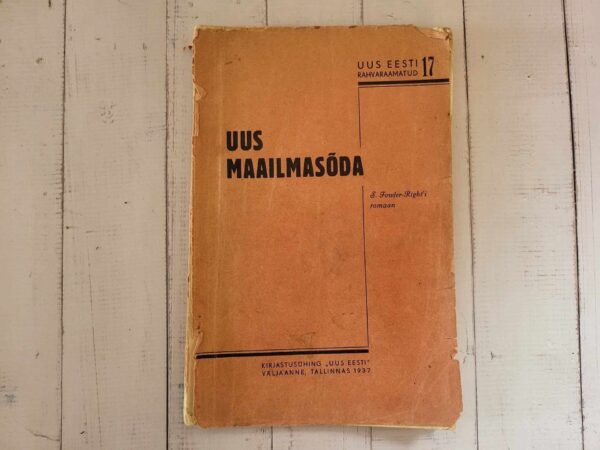 UUS EESTI
RAHVARAAMATUD 17
UUS
MAAILMASÕDA
S. Fowler-Right'i
romaan
KIRJASTUSÜHING „UUS EESTI"
VÄLJAANNE, TALLINNAS 1937